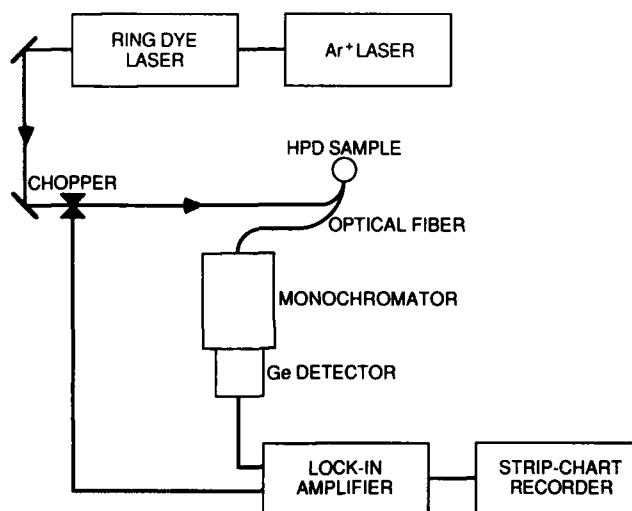 RING DYE
LASER
Ar⁺ LASER
HPD SAMPLE
CHOPPER
OPTICAL FIBER
MONOCHROMATOR
Ge DETECTOR
LOCK-IN
AMPLIFIER
STRIP-CHART
RECORDER